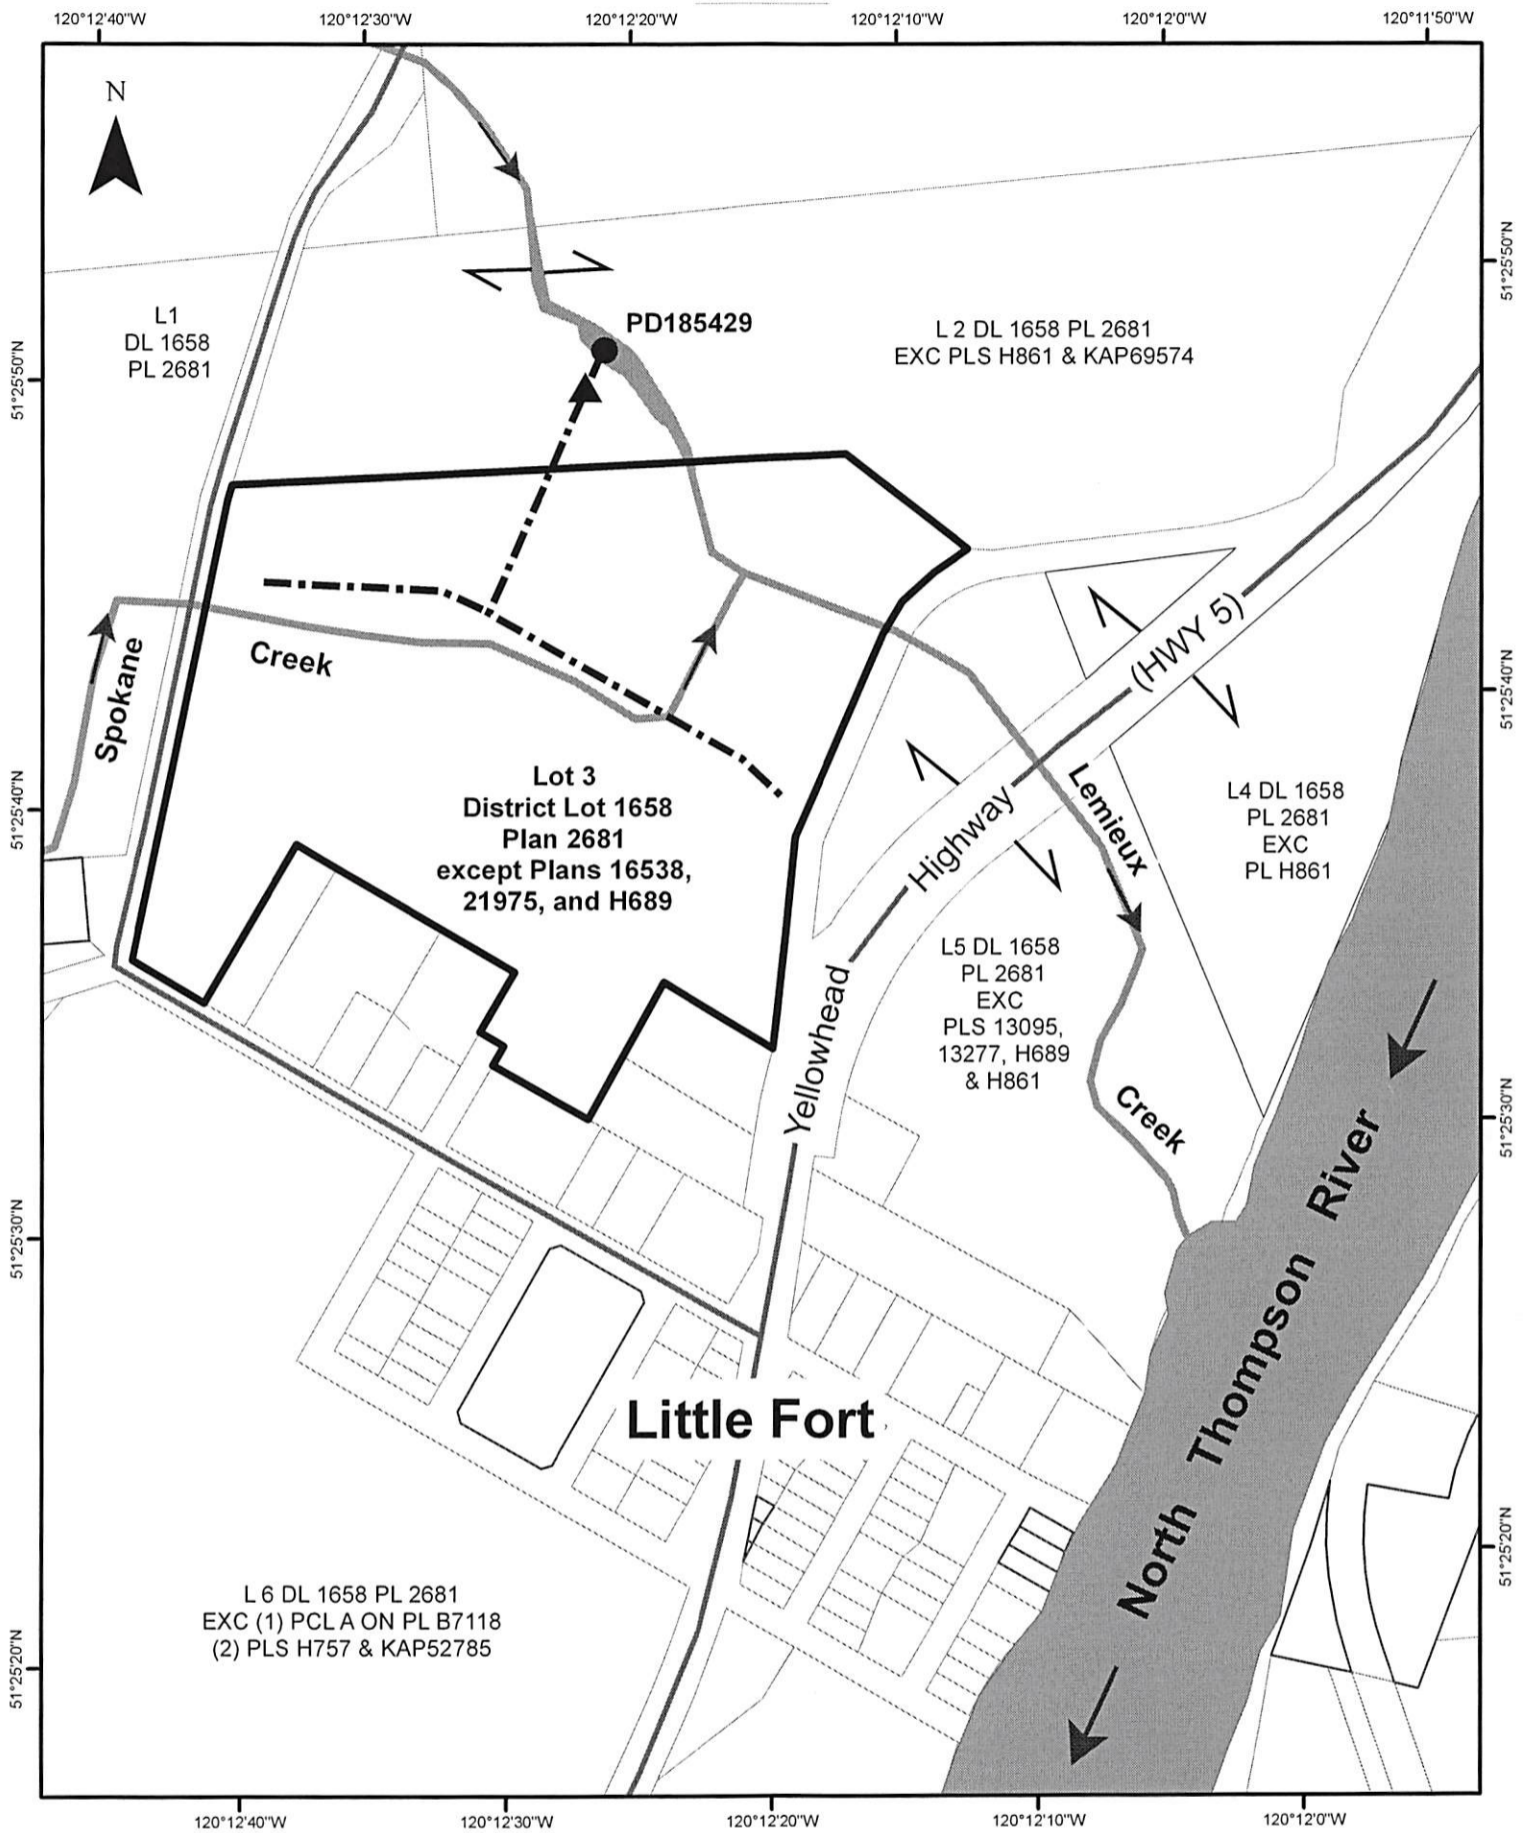 120°12'40"W
120°12'30"W
120°12'20"W
120°12'10"W
120°12'0"W
120°11'50"W
N
51°25'50"N
51°25'50"N
L1
DL 1658
PL 2681
PD185429
L 2 DL 1658 PL 2681
EXC PLS H861 & KAP69574
Spokane
Creek
(HWY 5)
51°25'40"N
51°25'40"N
Lot 3
District Lot 1658
Plan 2681
except Plans 16538,
21975, and H689
Highway
Lemieux
L4 DL 1658
PL 2681
EXC
PL H861
L5 DL 1658
PL 2681
EXC
PLS 13095,
13277, H689
& H861
Yellowhead
Creek
51°25'30"N
51°25'30"N
North Thompson River
Little Fort
51°25'20"N
L 6 DL 1658 PL 2681
EXC (1) PCL A ON PL B7118
(2) PLS H757 & KAP52785
51°25'20"N
120°12'40"W
120°12'30"W
120°12'20"W
120°12'10"W
120°12'0"W